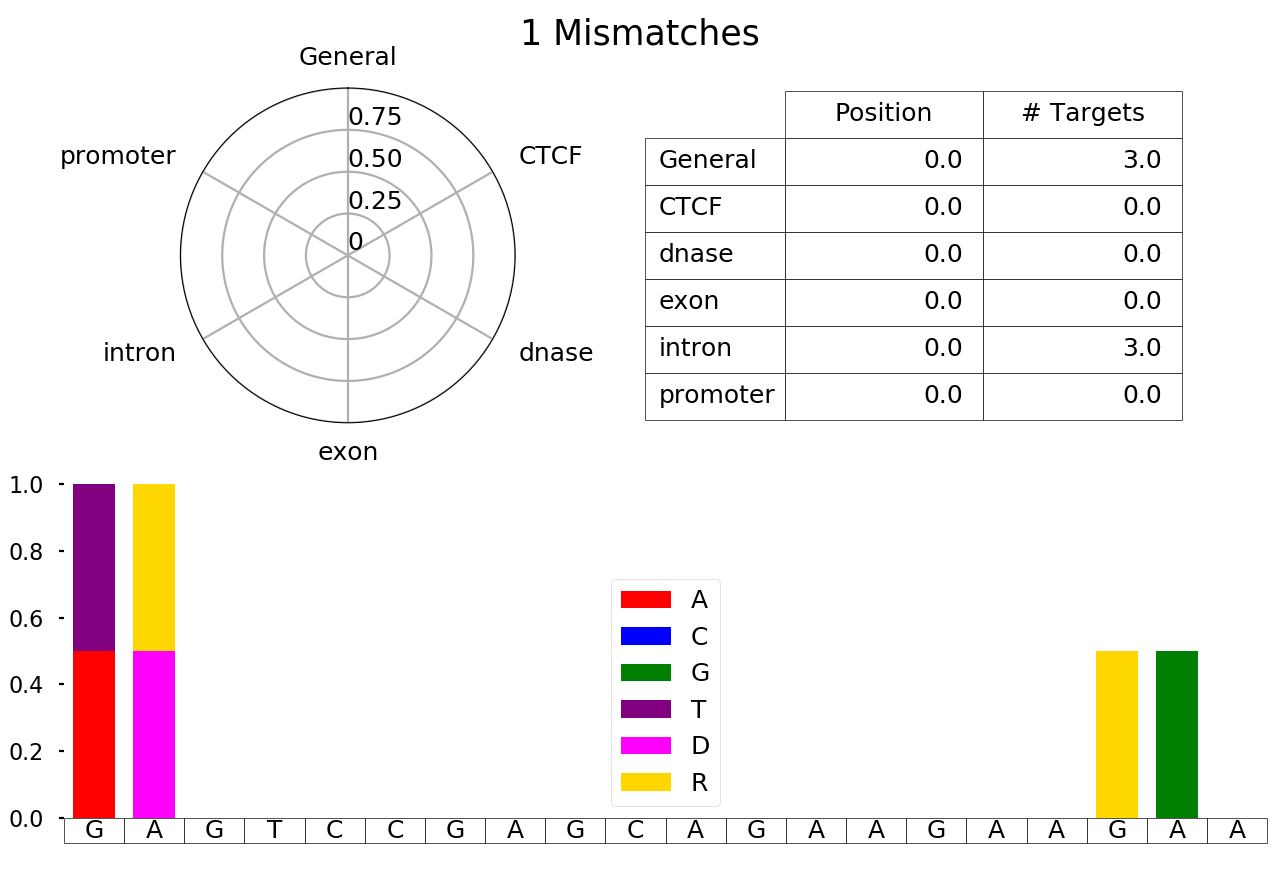 1 Mismatches
General
promoter
CTCF
0.75
0.50
0.25
0
intron
dnase
exon
Position # Targets
General 0.0 3.0
CTCF 0.0 0.0
dnase 0.0 0.0
exon 0.0 0.0
intron 0.0 3.0
promoter 0.0 0.0
1.0
0.8
0.6
0.4
0.2
0.0
A
C
G
T
D
R
G A G T C C G A G C A G A A G A A G A A